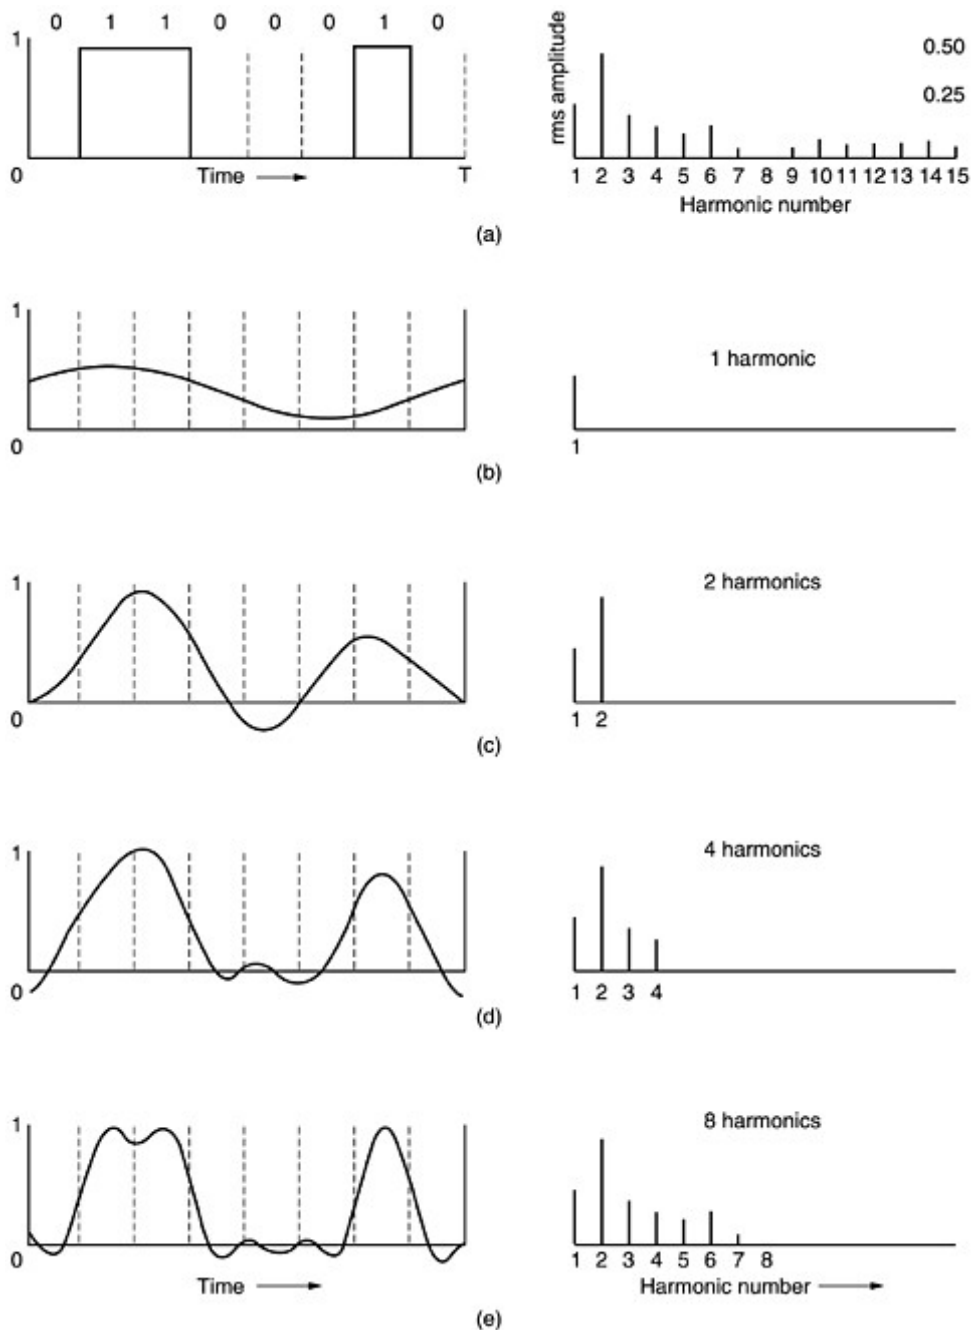 0 1 1 0 0 0 1 0
1
0
Time
T
rms amplitude
0.50
0.25
1 2 3 4 5 6 7 8 9 10 11 12 13 14 15
Harmonic number
(a)
1
0
1 harmonic
1
(b)
1
0
2 harmonics
1 2
(c)
1
0
4 harmonics
1 2 3 4
(d)
1
0
Time
8 harmonics
1 2 3 4 5 6 7 8
Harmonic number
(e)